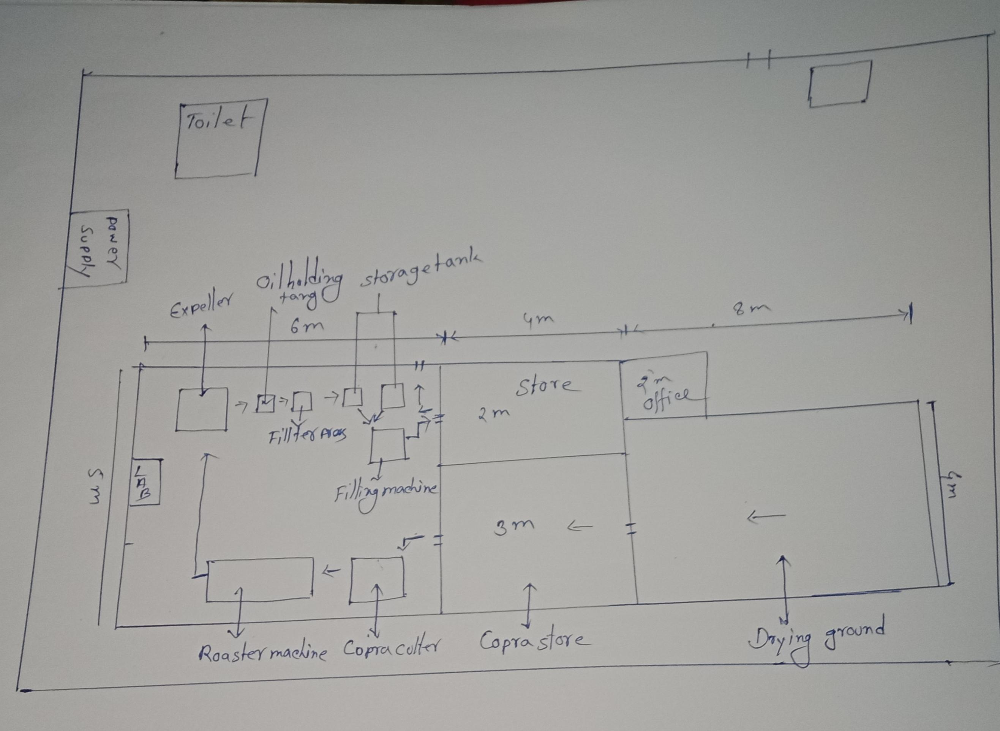 Toilet
power
supply
Oil holding
tang
storage tank
Expeller
6m
4m
8m
store
2m
2m
office
Fillter
Filling machine
LAB
5m
3m
4m
Roaster machine
Copra cutter
Copra store
Drying ground